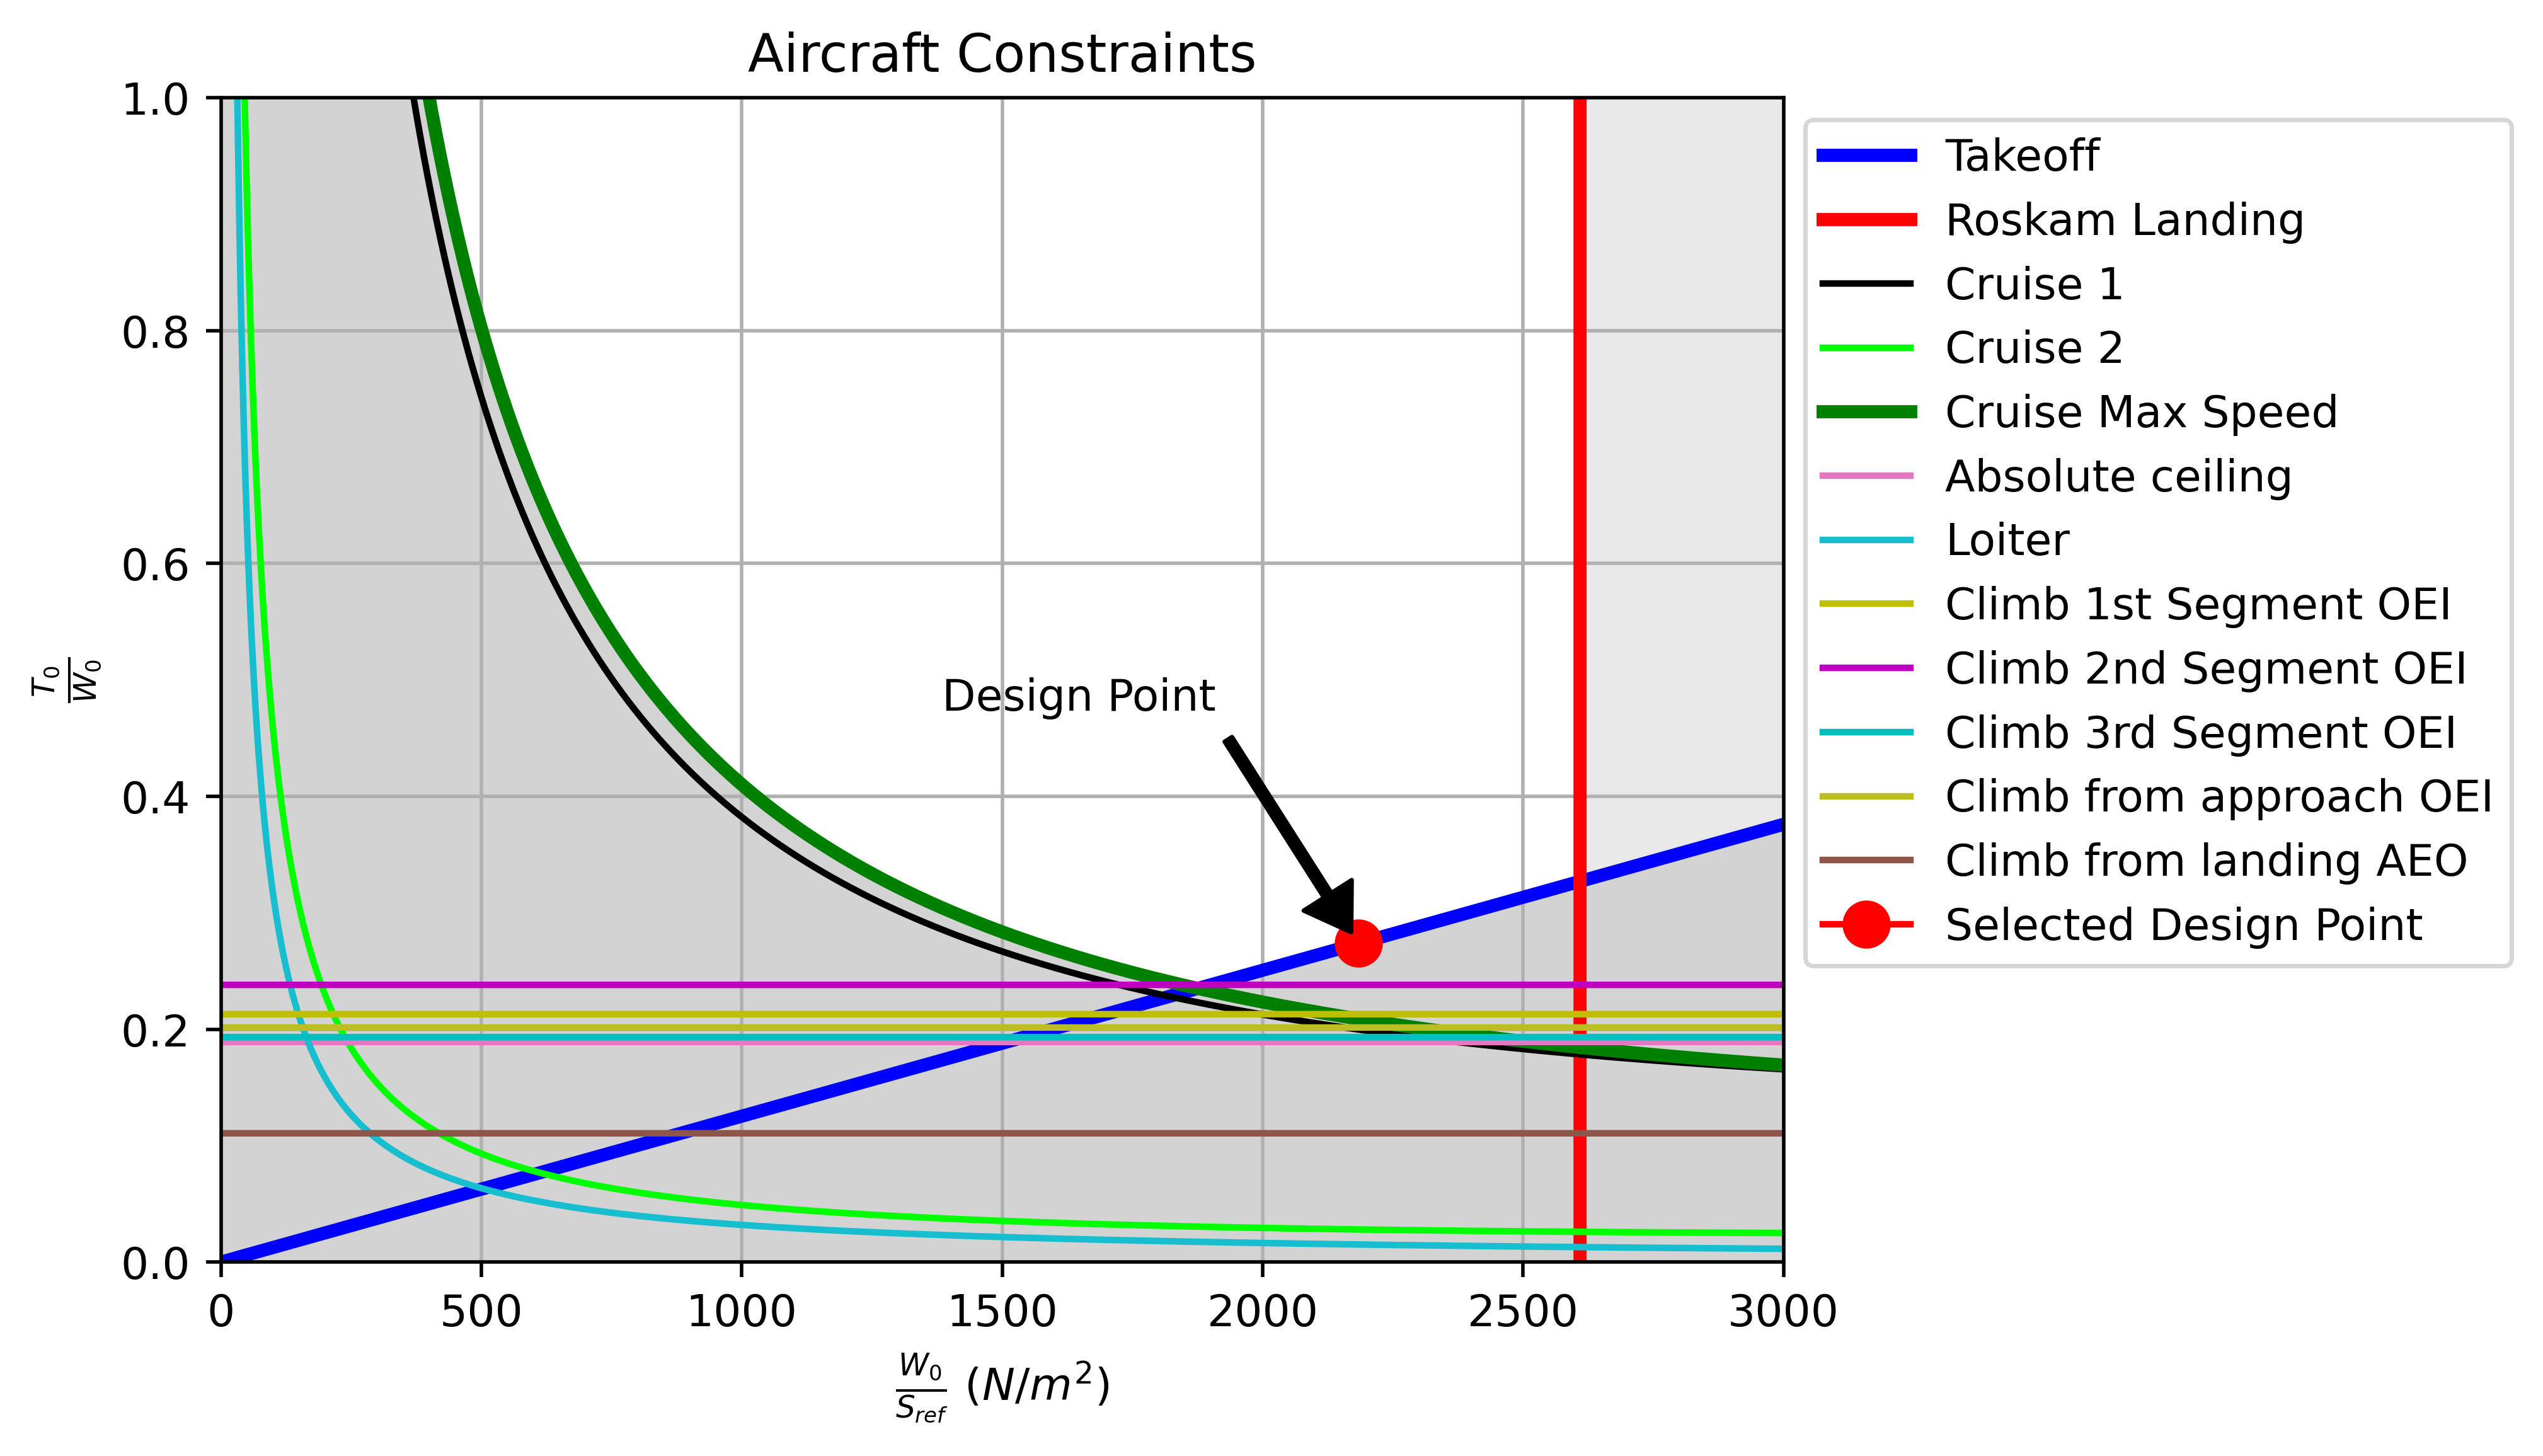 Aircraft Constraints
1.0
0.8
0.6
0.4
0.2
0.0
T₀/W₀
Design Point
0 500 1000 1500 2000 2500 3000
W₀/S_ref (N/m²)
Takeoff
Roskam Landing
Cruise 1
Cruise 2
Cruise Max Speed
Absolute ceiling
Loiter
Climb 1st Segment OEI
Climb 2nd Segment OEI
Climb 3rd Segment OEI
Climb from approach OEI
Climb from landing AEO
Selected Design Point